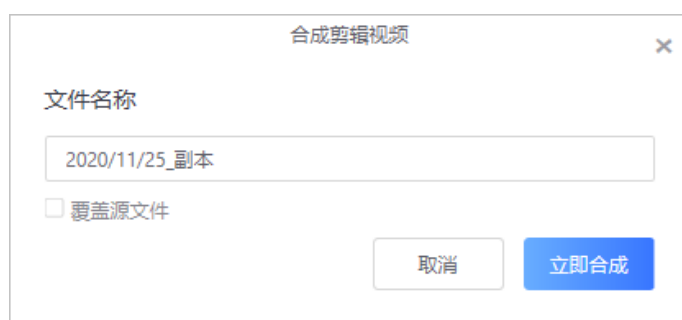 合成剪辑视频
文件名称
2020/11/25_副本
覆盖源文件
取消
立即合成